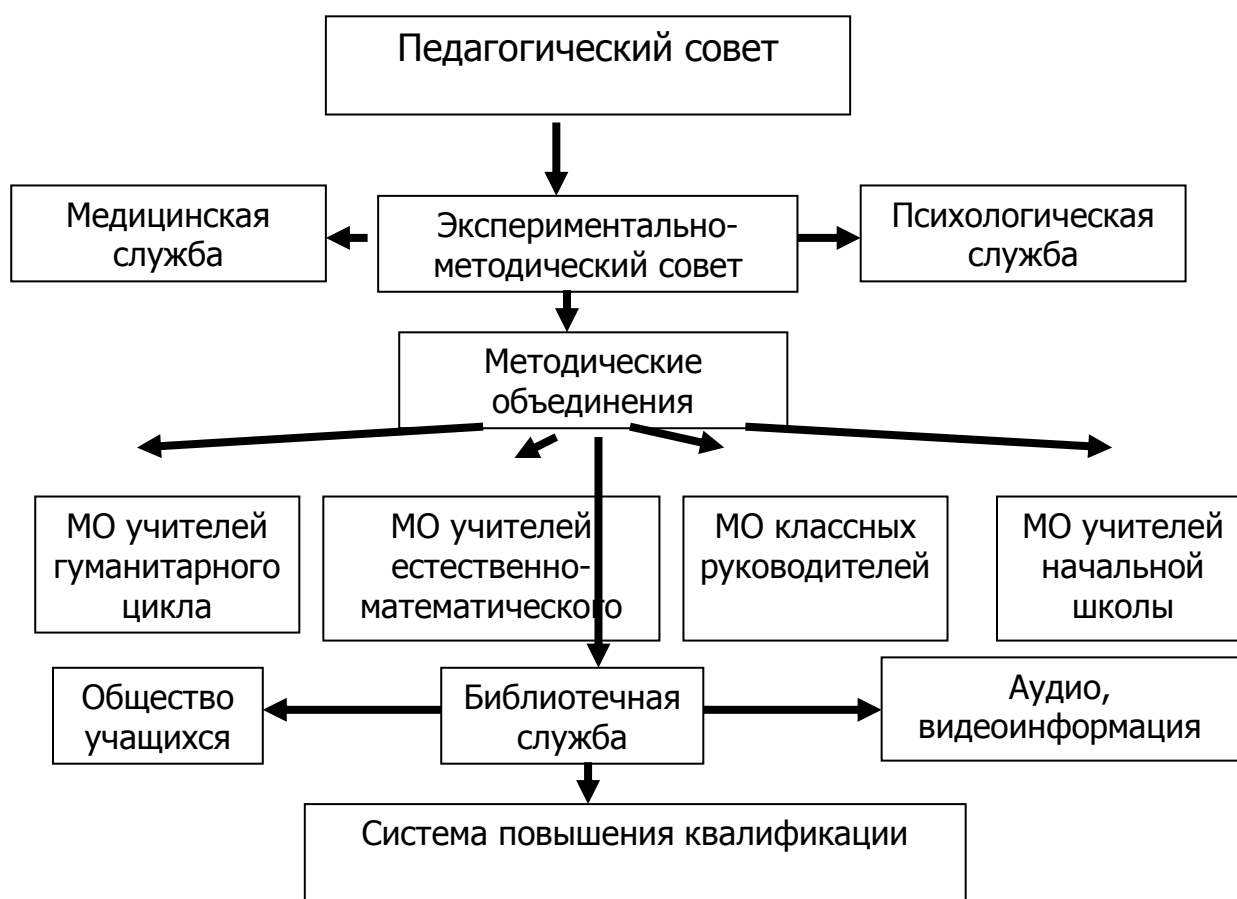 Педагогический совет
Медицинская
служба
Экспериментально-
методический совет
Психологическая
служба
Методические
объединения
МО учителей
гуманитарного
цикла
МО учителей
естественно-
математического
МО классных
руководителей
МО учителей
начальной
школы
Общество
учащихся
Библиотечная
служба
Аудио,
видеоинформация
Система повышения квалификации